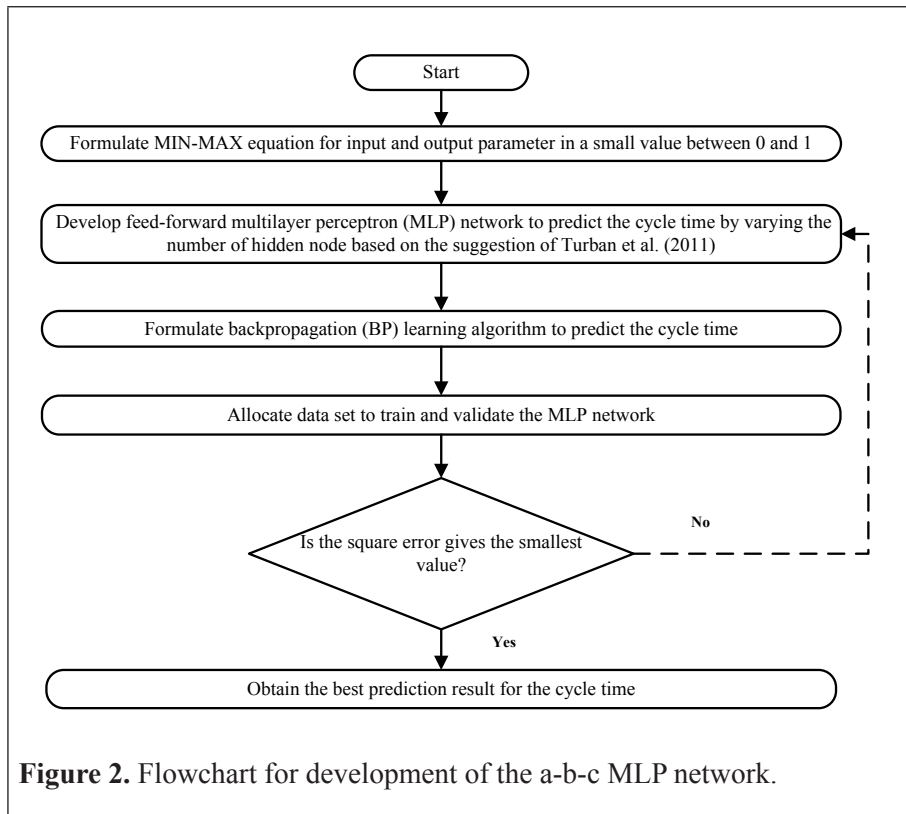 Start
Formulate MIN-MAX equation for input and output parameter in a small value between 0 and 1
Develop feed-forward multilayer perceptron (MLP) network to predict the cycle time by varying the
number of hidden node based on the suggestion of Turban et al. (2011)
Formulate backpropagation (BP) learning algorithm to predict the cycle time
Allocate data set to train and validate the MLP network
Is the square error gives the smallest
value?
No
Yes
Obtain the best prediction result for the cycle time
Figure 2. Flowchart for development of the a-b-c MLP network.